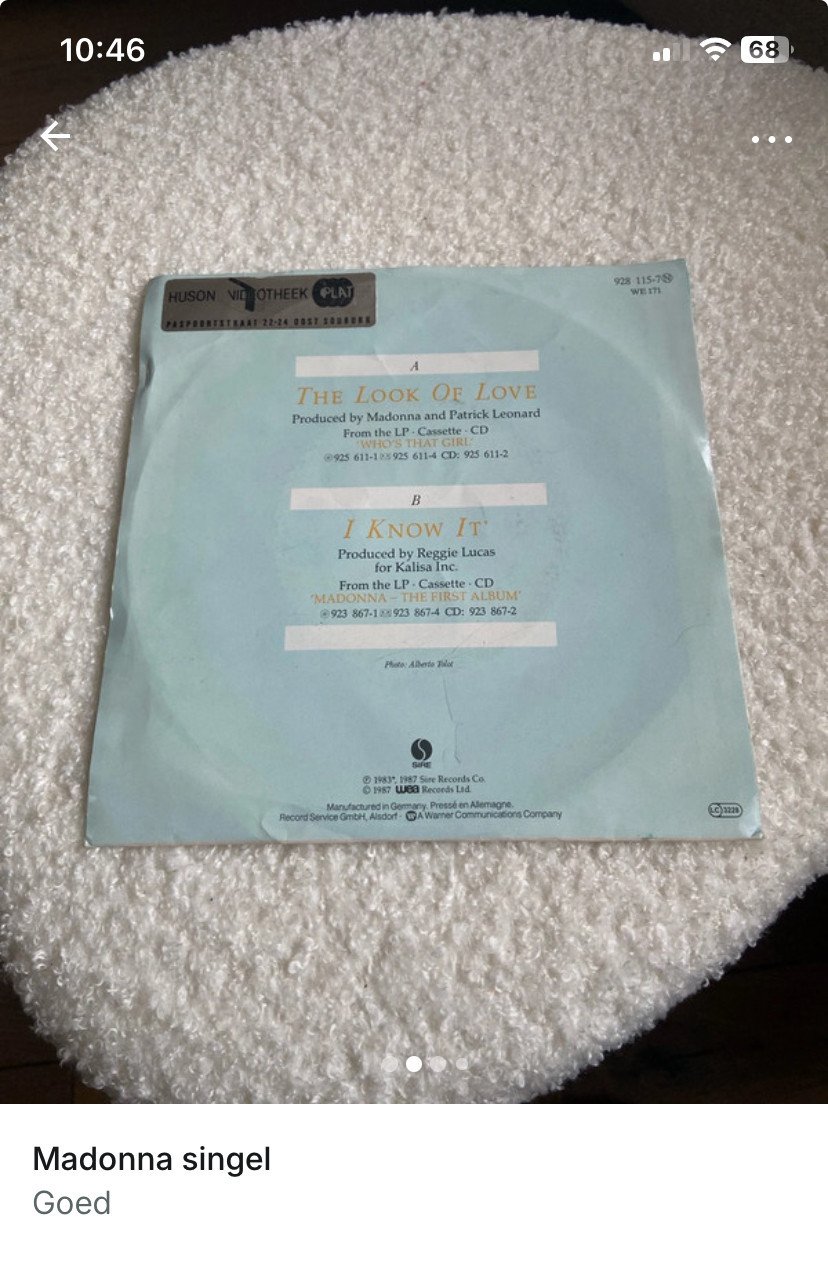 10:46
68
HUSON VIDEOTHEEK PLAT
928 115-7
WE 171
A
THE LOOK OF LOVE
Produced by Madonna and Patrick Leonard
From the LP · Cassette · CD
'WHO'S THAT GIRL'
925 611-1 925 611-4 CD: 925 611-2
B
I KNOW IT*
Produced by Reggie Lucas
for Kalisa Inc.
From the LP · Cassette · CD
'MADONNA – THE FIRST ALBUM'
923 867-1 923 867-4 CD: 923 867-2
Photo: Alberto Tolot
SIRE
℗ 1983*, 1987 Sire Records Co.
© 1987 wea Records Ltd.
Manufactured in Germany. Pressé en Allemagne.
Record Service GmbH, Alsdorf · A Warner Communications Company
LC 3228
Madonna singel
Goed